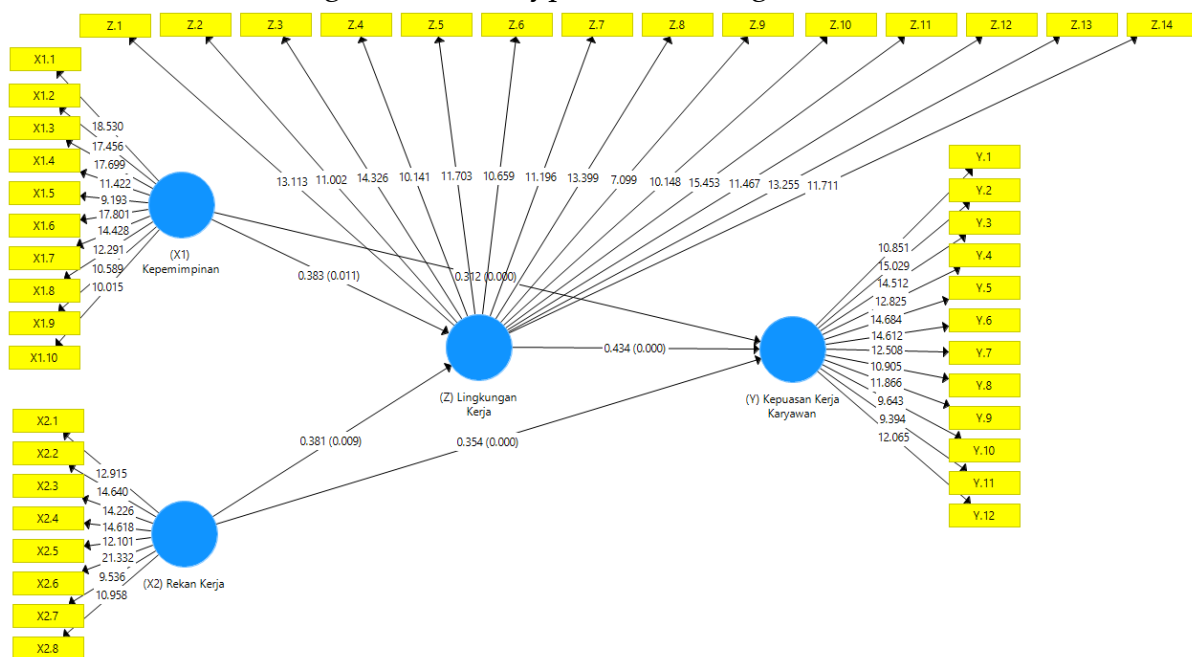 Z.1
Z.2
Z.3
Z.4
Z.5
Z.6
Z.7
Z.8
Z.9
Z.10
Z.11
Z.12
Z.13
Z.14
X1.1
X1.2
X1.3
X1.4
X1.5
X1.6
X1.7
X1.8
X1.9
X1.10
18.530
17.456
17.699
11.422
9.193
17.801
14.428
12.291
10.589
10.015
(X1)
Kepemimpinan
13.113
11.002
14.326
10.141
11.703
10.659
11.196
13.399
7.099
10.148
15.453
11.467
13.255
11.711
0.383 (0.011)
0.312 (0.000)
(Z) Lingkungan
Kerja
0.434 (0.000)
0.381 (0.009)
0.354 (0.000)
Y.1
Y.2
Y.3
Y.4
Y.5
Y.6
Y.7
Y.8
Y.9
Y.10
Y.11
Y.12
10.851
15.029
14.512
12.825
14.684
14.612
12.508
10.905
11.866
9.643
9.394
12.065
(Y) Kepuasan Kerja
Karyawan
X2.1
X2.2
X2.3
X2.4
X2.5
X2.6
X2.7
X2.8
12.915
14.640
14.226
14.618
12.101
21.332
9.536
10.958
(X2) Rekan Kerja